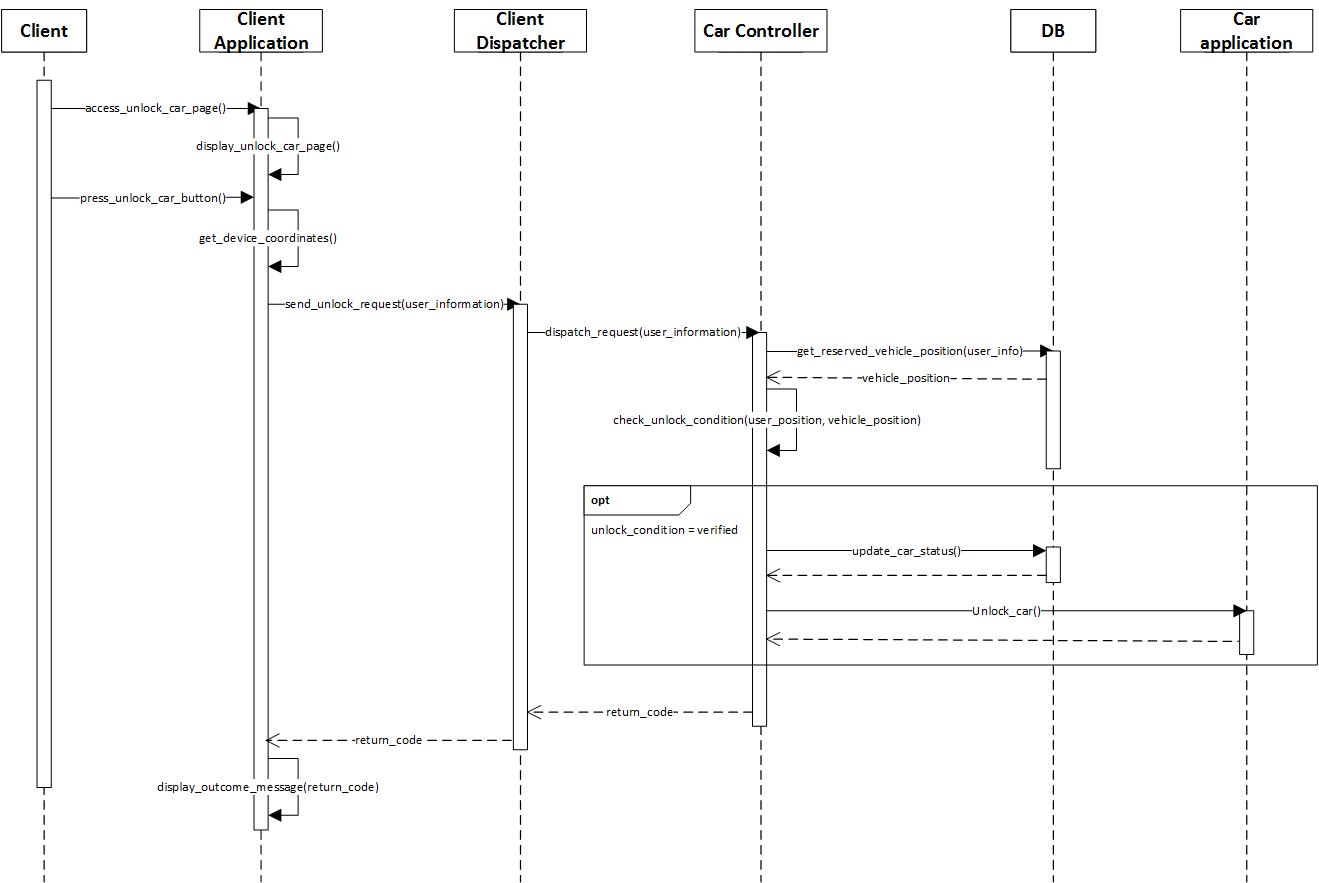 Client
Client
Application
Client
Dispatcher
Car Controller
DB
Car
application
access_unlock_car_page()
display_unlock_car_page()
press_unlock_car_button()
get_device_coordinates()
send_unlock_request(user_information)
dispatch_request(user_information)
get_reserved_vehicle_position(user_info)
vehicle_position
check_unlock_condition(user_position, vehicle_position)
opt
unlock_condition = verified
update_car_status()
Unlock_car()
return_code
return_code
display_outcome_message(return_code)